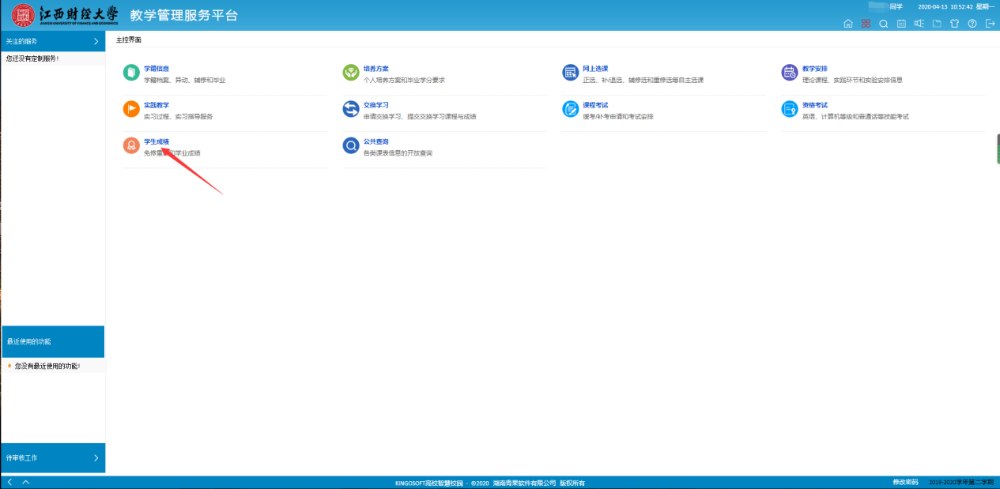 江西财经大学 教学管理服务平台
JIANGXI UNIVERSITY OF FINANCE AND ECONOMICS
同学 2020-04-13 10:52:42 星期一
关注的服务
您还没有定制服务!
主控界面
学籍信息
学籍档案、异动、辅修和毕业
培养方案
个人培养方案和毕业学分要求
网上选课
正选、补/退选、辅修选和重修选等自主选课
教学安排
理论课程、实践环节和实验安排信息
实践教学
实习过程、实习指导服务
交换学习
申请交换学习、提交交换学习课程与成绩
课程考试
缓考/补考申请和考试安排
资格考试
英语、计算机等级和普通话等技能考试
学生成绩
免修重 和学业成绩
公共查询
各类课表信息的开放查询
最近使用的功能
您没有最近使用的功能!
待审核工作
KINGOSOFT高校智慧校园 - ©2020 湖南青果软件有限公司 版权所有
修改密码 2019-2020学年第二学期